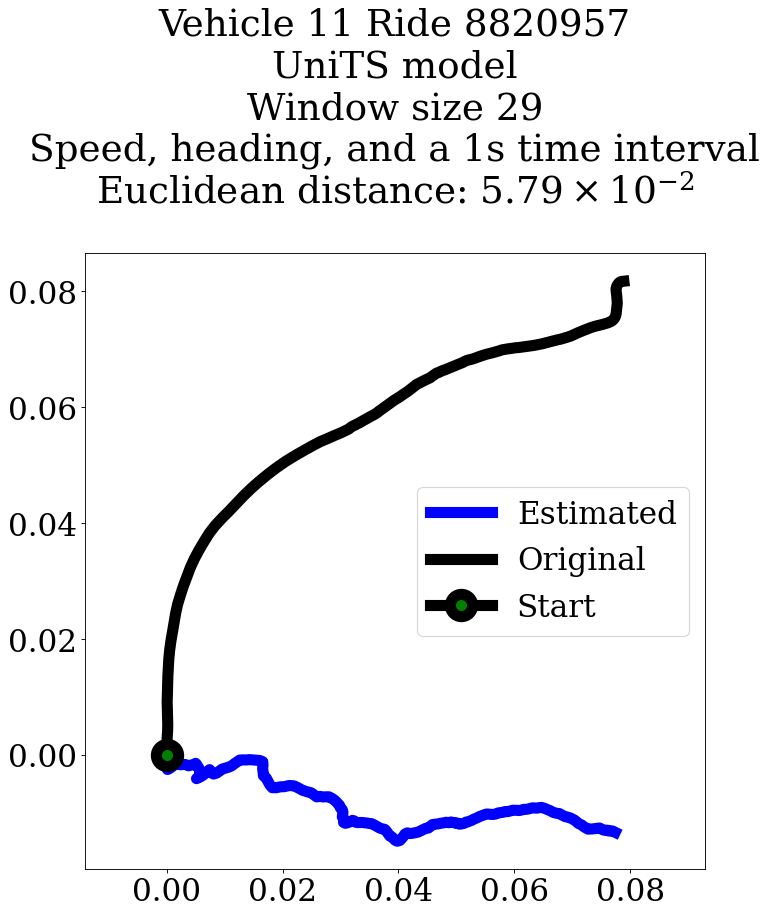 Vehicle 11 Ride 8820957
UniTS model
Window size 29
Speed, heading, and a 1s time interval
Euclidean distance: 5.79 × 10⁻²
0.08
0.06
0.04
0.02
0.00
Estimated
Original
Start
0.00 0.02 0.04 0.06 0.08